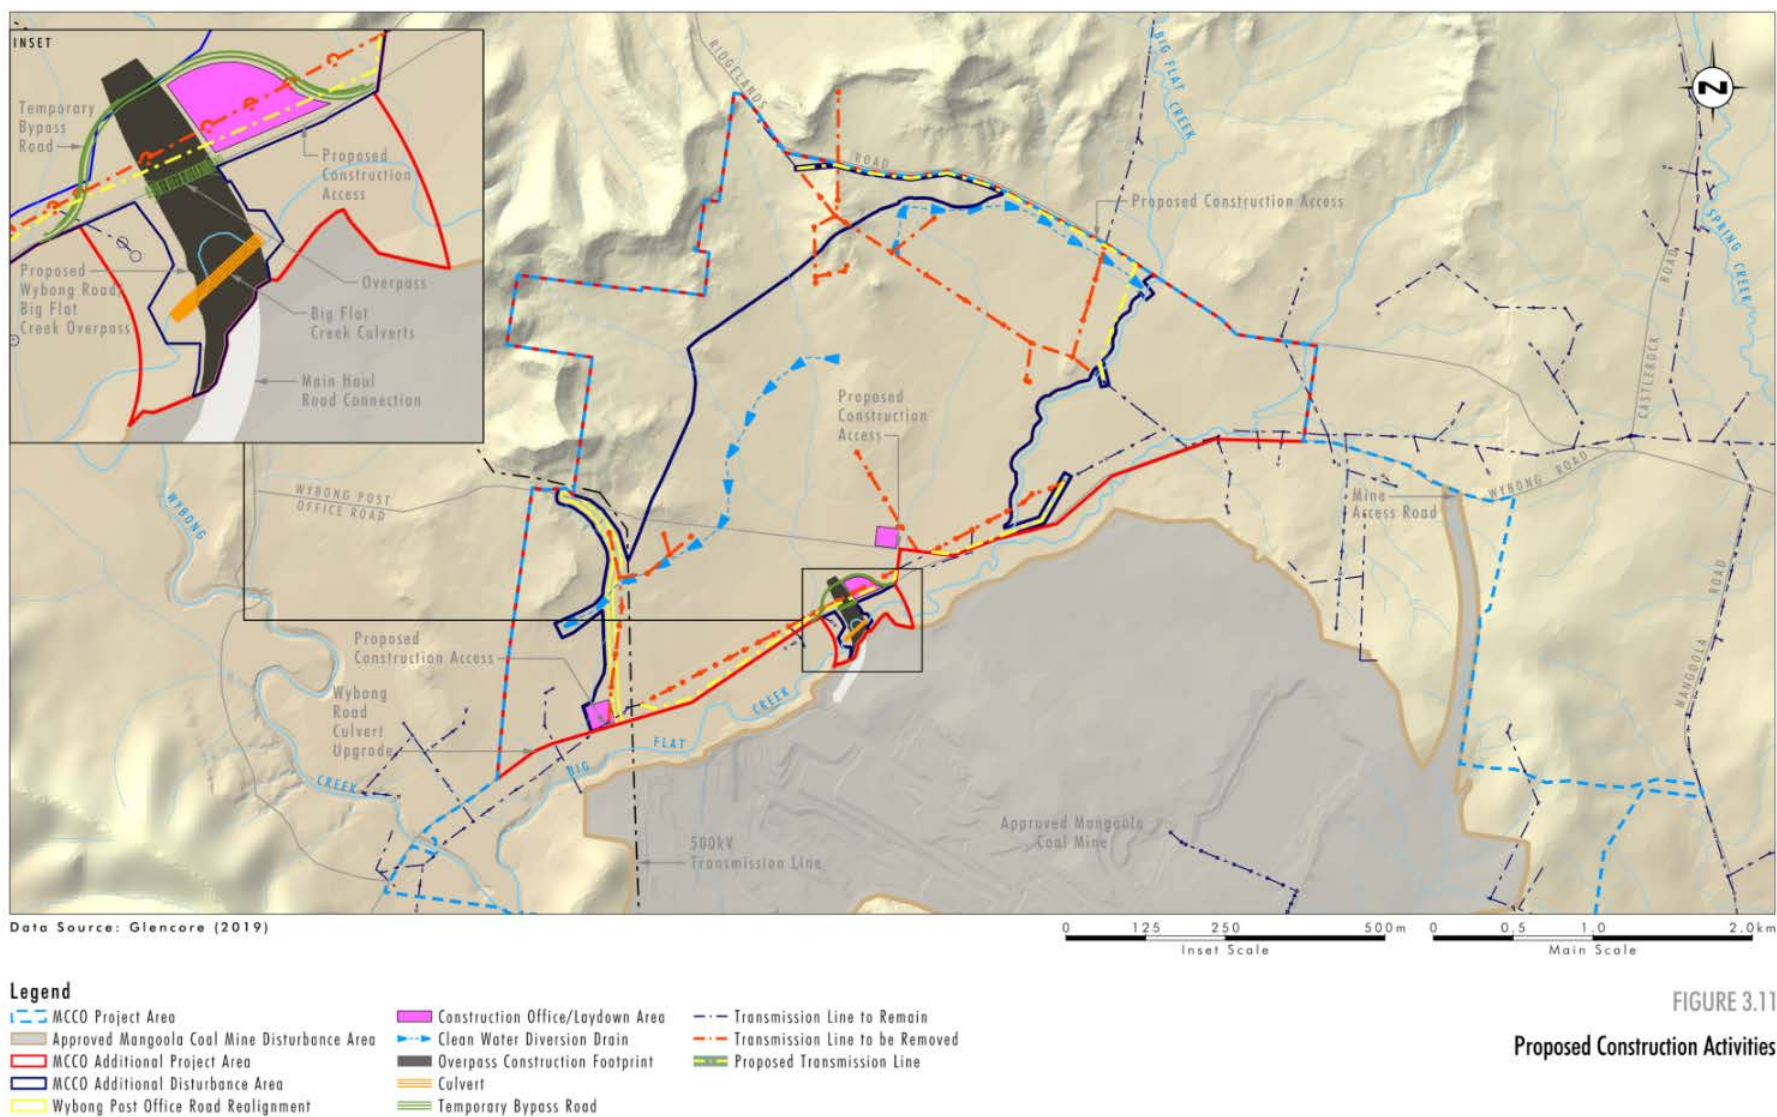 INSET
Temporary
Bypass
Road
Proposed
Construction
Access
Proposed
Wybong Road/
Big Flat
Creek Overpass
Overpass
Big Flat
Creek Culverts
Main Haul
Road Connection
RIDGELANDS
ROAD
BIG FLAT
CREEK
N
Proposed Construction Access
SPRING CREEK
CASTLEROCK
ROAD
Proposed
Construction
Access
WYBONG POST
OFFICE ROAD
WYBONG
Mine
Access Road
WYBONG ROAD
MANGOOLA
ROAD
Proposed
Construction Access
Wybong
Road
Culvert
Upgrade
CREEK
BIG
FLAT
CREEK
500kV
Transmission Line
Approved Mangoola
Coal Mine
Data Source: Glencore (2019)
0 125 250 500m
Inset Scale
0 0.5 1.0 2.0km
Main Scale
Legend
MCCO Project Area
Approved Mangoola Coal Mine Disturbance Area
MCCO Additional Project Area
MCCO Additional Disturbance Area
Wybong Post Office Road Realignment
Construction Office/Laydown Area
Clean Water Diversion Drain
Overpass Construction Footprint
Culvert
Temporary Bypass Road
Transmission Line to Remain
Transmission Line to be Removed
Proposed Transmission Line
FIGURE 3.11
Proposed Construction Activities